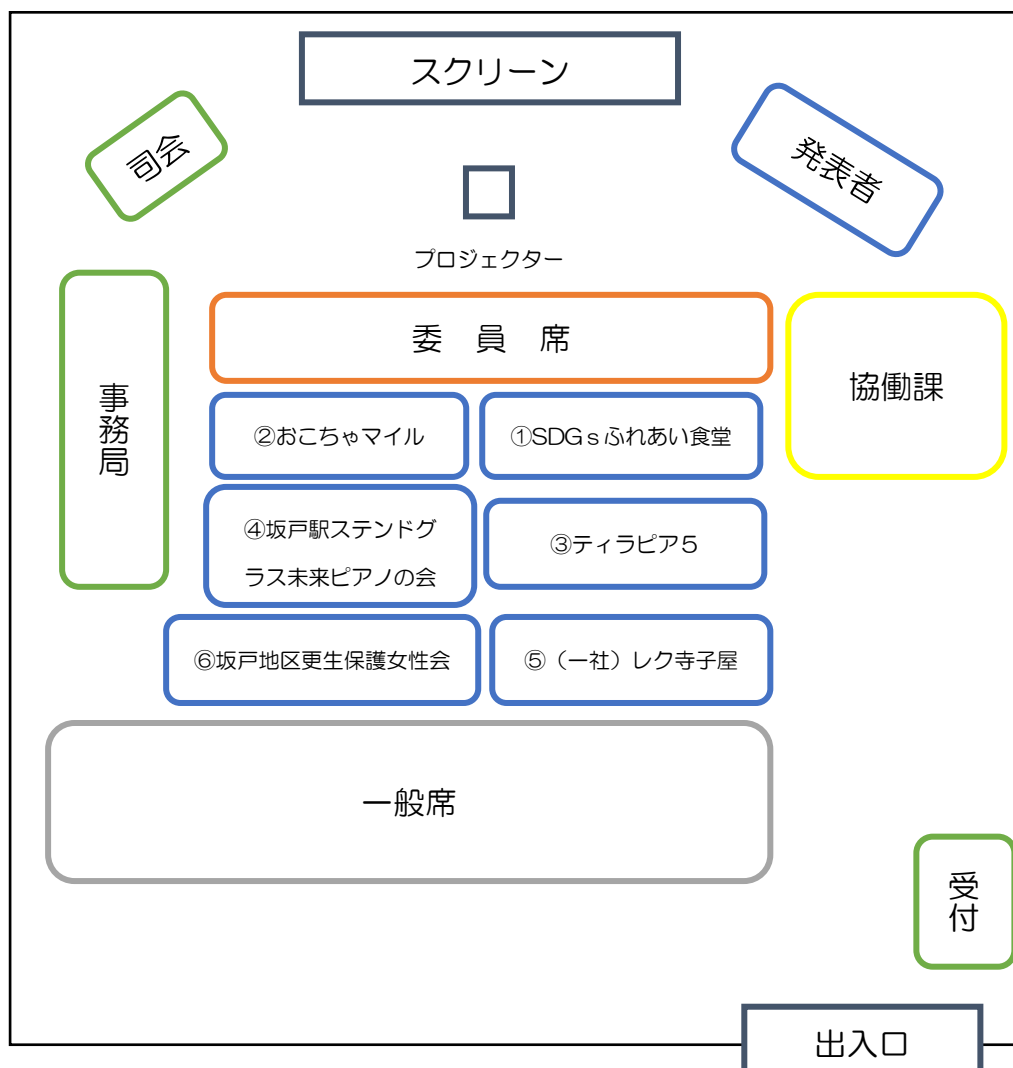 スクリーン
司会
発表者
プロジェクター
委員席
協働課
事務局
②おこちゃマイル
①SDGｓふれあい食堂
④坂戸駅ステンドグ
ラス未来ピアノの会
③ティラピア５
⑥坂戸地区更生保護女性会
⑤（一社）レク寺子屋
一般席
受付
出入口